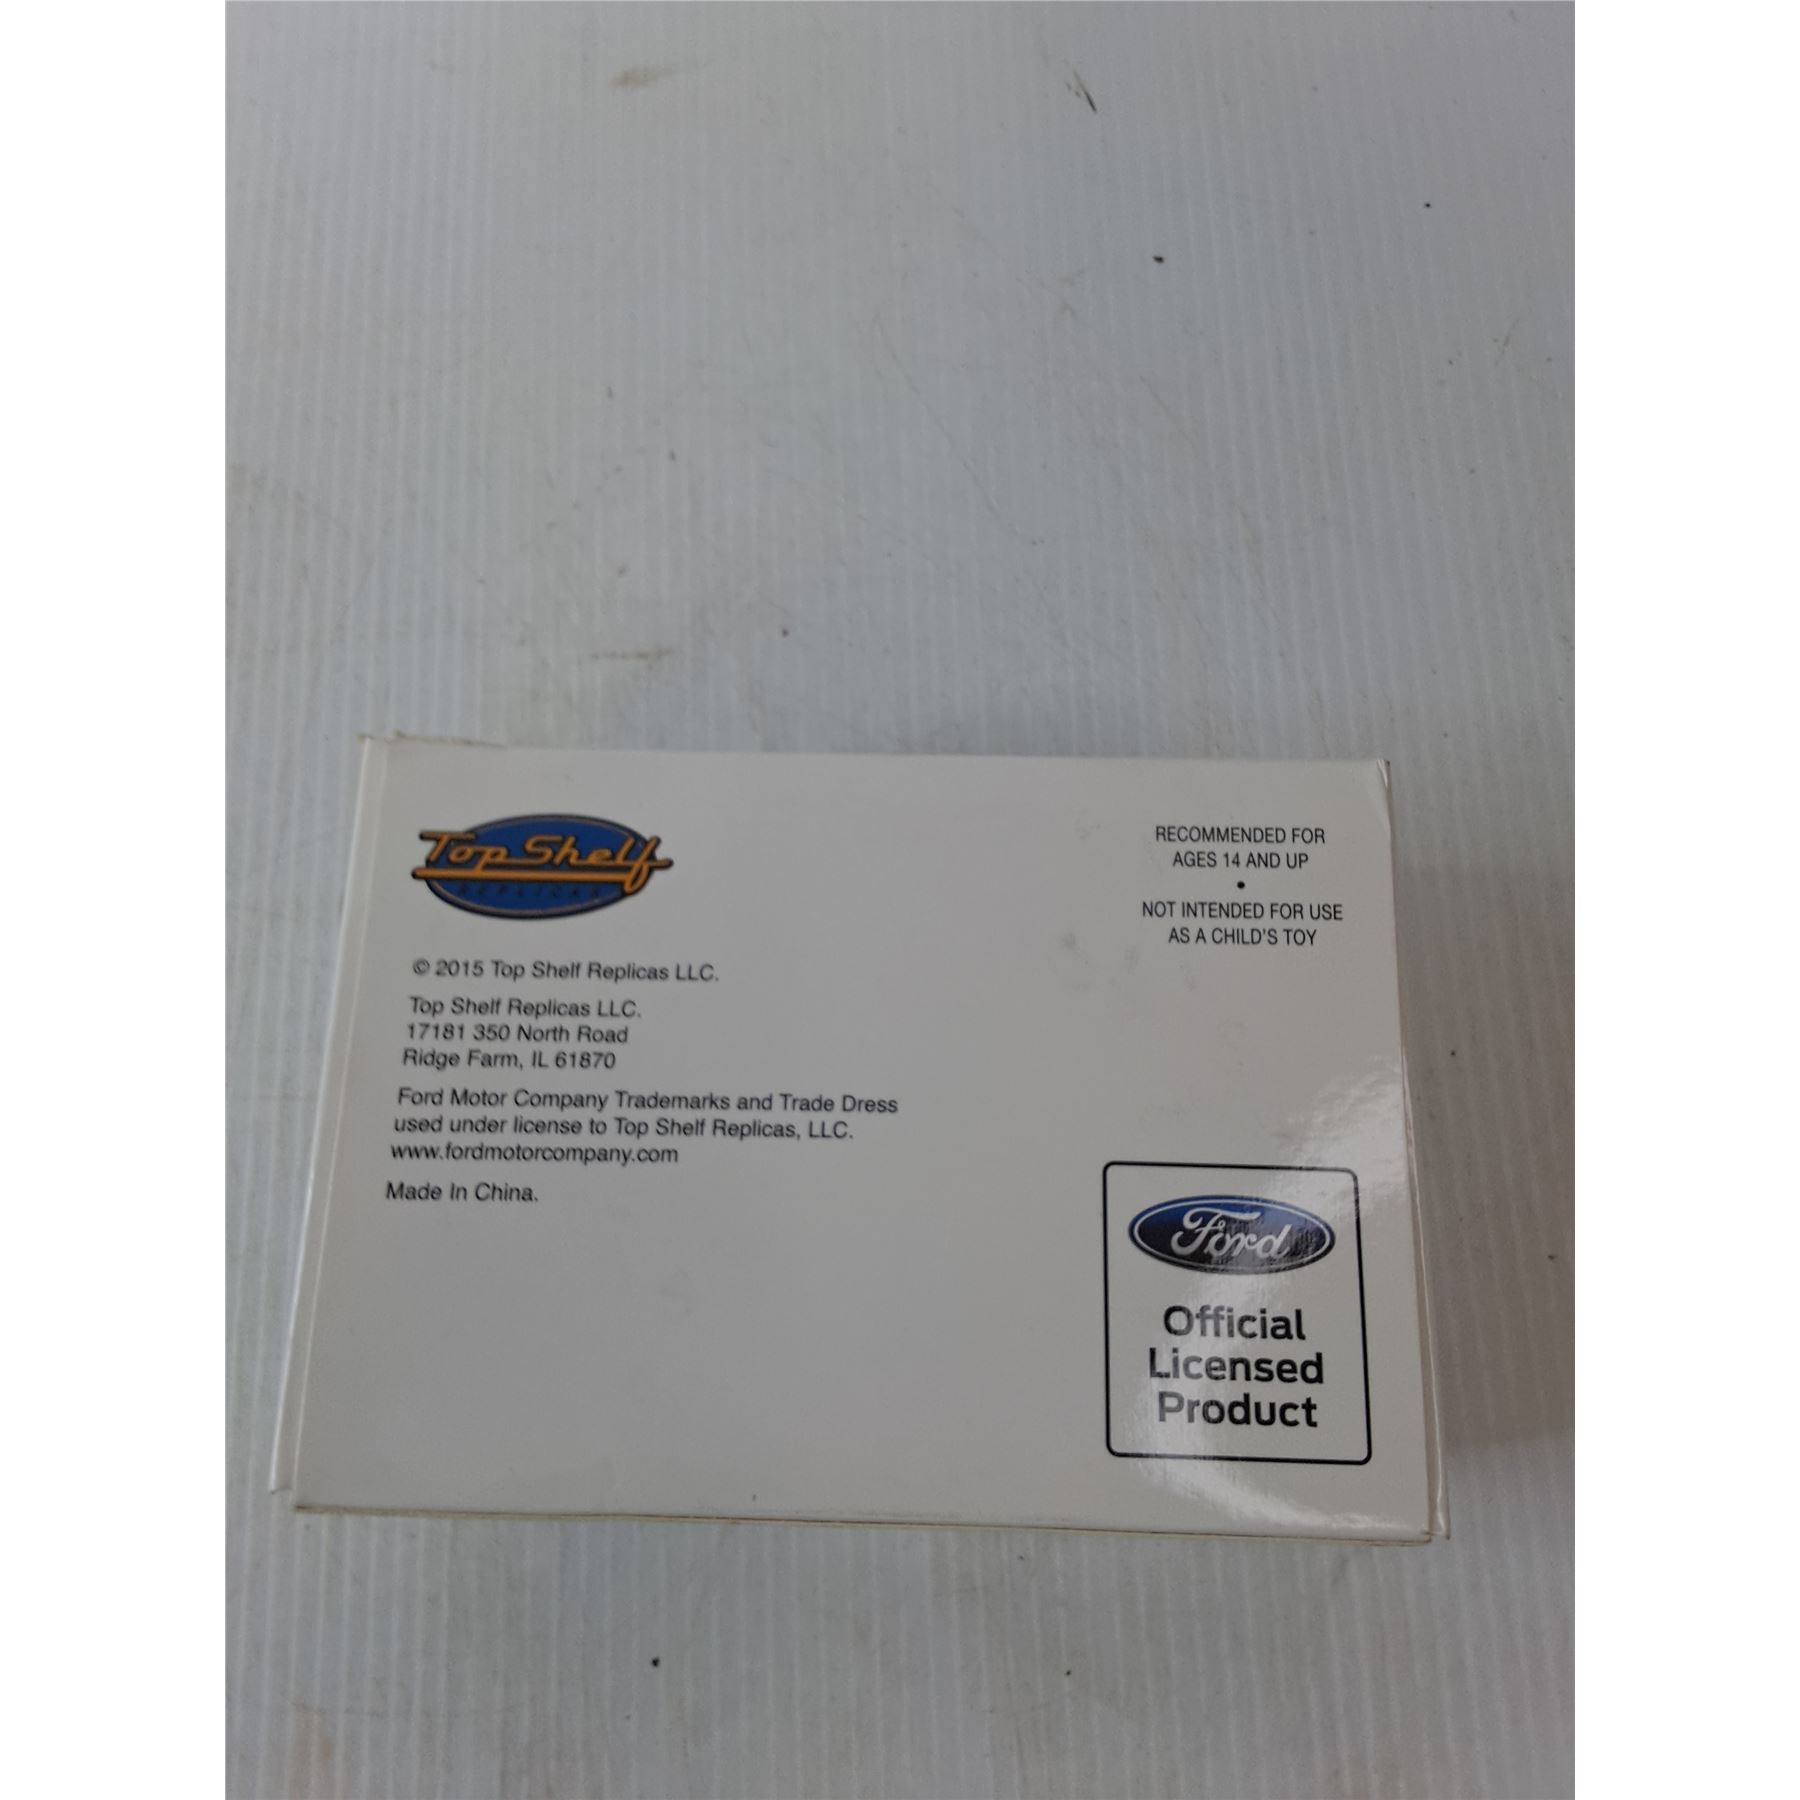 Top Shelf
REPLICAS
© 2015 Top Shelf Replicas LLC.
Top Shelf Replicas LLC.
17181 350 North Road
Ridge Farm, IL 61870
Ford Motor Company Trademarks and Trade Dress
used under license to Top Shelf Replicas, LLC.
www.fordmotorcompany.com
Made In China.
RECOMMENDED FOR
AGES 14 AND UP
•
NOT INTENDED FOR USE
AS A CHILD'S TOY
Ford
Official
Licensed
Product